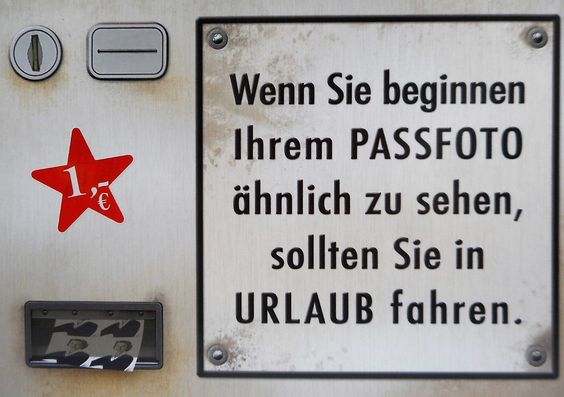 Wenn Sie beginnen
Ihrem PASSFOTO
ähnlich zu sehen,
sollten Sie in
URLAUB fahren.
1,-
€